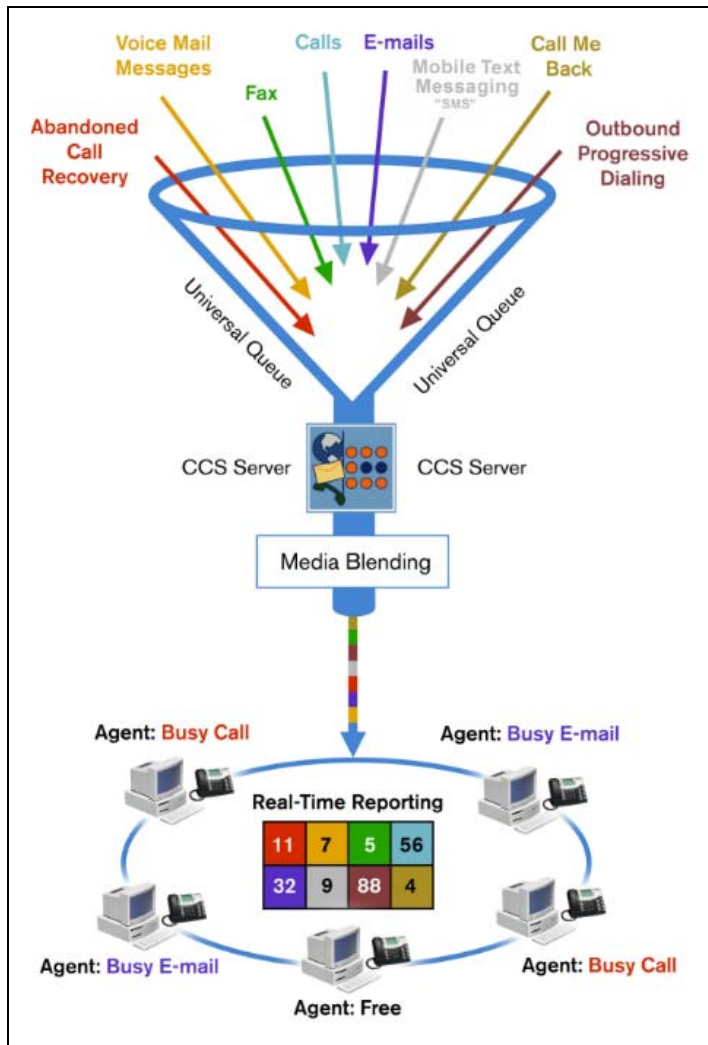 Voice Mail
Messages
Calls
E-mails
Call Me
Back
Mobile Text
Messaging
"SMS"
Fax
Abandoned
Call
Recovery
Outbound
Progressive
Dialing
Universal Queue
Universal Queue
CCS Server
CCS Server
Media Blending
Agent: Busy Call
Agent: Busy E-mail
Real-Time Reporting
11 7 5 56
32 9 88 4
Agent: Busy E-mail
Agent: Busy Call
Agent: Free